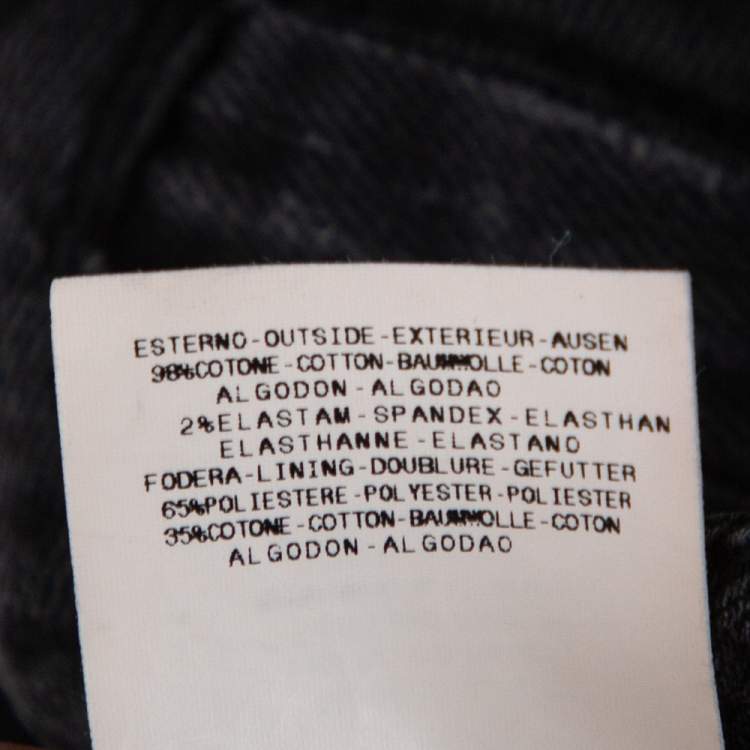 ESTERNO-OUTSIDE-EXTERIEUR-AUSEN
98%COTONE-COTTON-BAUMWOLLE-COTON
ALGODON-ALGODAO
2%ELASTAM-SPANDEX-ELASTHAN
ELASTHANNE-ELASTANO
FODERA-LINING-DOUBLURE-GEFUTTER
65%POLIESTERE-POLYESTER-POLIESTER
35%COTONE-COTTON-BAUMWOLLE-COTON
ALGODON-ALGODAO